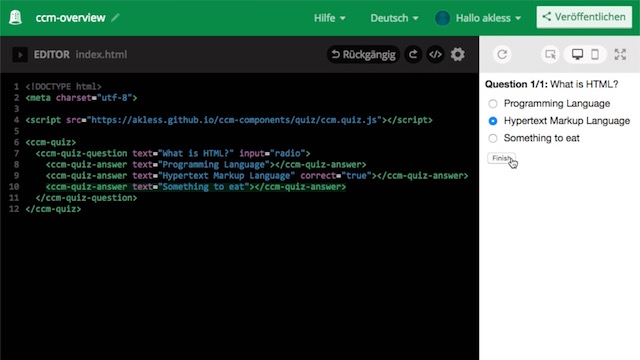 ccm-overview
Hilfe
Deutsch
Hallo akless
Veröffentlichen
EDITOR index.html
Rückgängig
</>
1 <!DOCTYPE html>
2 <meta charset="utf-8">
3
4 <script src="https://akless.github.io/ccm-components/quiz/ccm.quiz.js"></script>
5
6 <ccm-quiz>
7 <ccm-quiz-question text="What is HTML?" input="radio">
8 <ccm-quiz-answer text="Programming Language"></ccm-quiz-answer>
9 <ccm-quiz-answer text="Hypertext Markup Language" correct="true"></ccm-quiz-answer>
10 <ccm-quiz-answer text="Something to eat"></ccm-quiz-answer>
11 </ccm-quiz-question>
12 </ccm-quiz>
Question 1/1: What is HTML?
Programming Language
Hypertext Markup Language
Something to eat
Finish